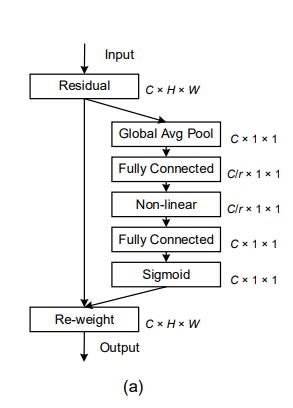 Input
Residual
C × H × W
Global Avg Pool
C × 1 × 1
Fully Connected
C/r × 1 × 1
Non-linear
C/r × 1 × 1
Fully Connected
C × 1 × 1
Sigmoid
C × 1 × 1
Re-weight
C × H × W
Output
(a)